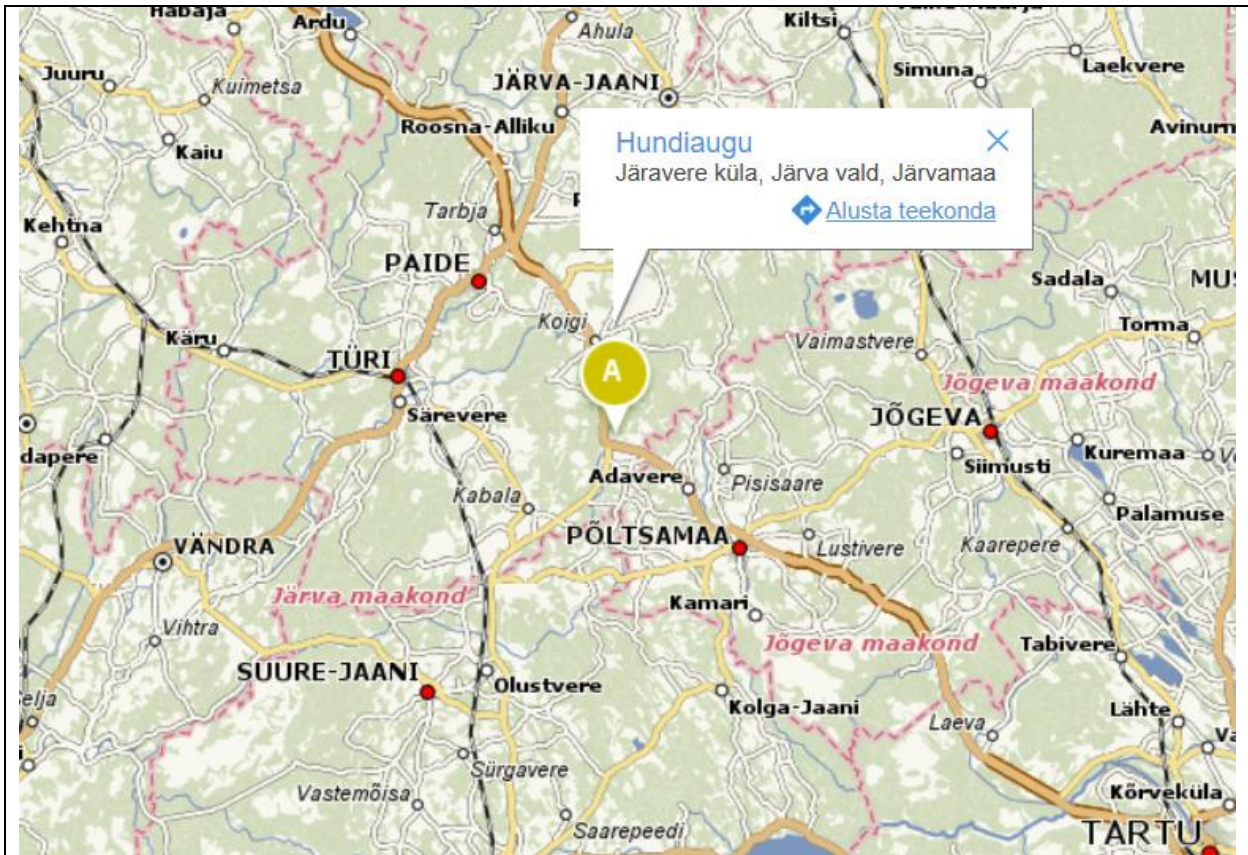 Habaja
Ardu
Ahula
Kiltsi
Juuru
Kuimetsa
JÄRVA-JAANI
Simuna
Laekvere
Roosna-Alliku
Kaiu
Hundiaugu
Järavere küla, Järva vald, Järvamaa
Alusta teekonda
Kehtna
Tarbja
PAIDE
Sadala
Koigi
Torma
Käru
TÜRI
Vaimastvere
Jõgeva maakond
Särevere
JÕGEVA
Kuremaa
Siimusti
Adavere
Pisisaare
Kabala
Palamuse
PÕLTSAMAA
Lustivere
Kaarepere
VÄNDRA
Järva maakond
Kamari
Vihtra
Jõgeva maakond
Tabivere
SUURE-JAANI
Olustvere
Kolga-Jaani
Lähte
Laeva
Sürgavere
Vastemõisa
Kõrveküla
Saarepeedi
TARTU
A